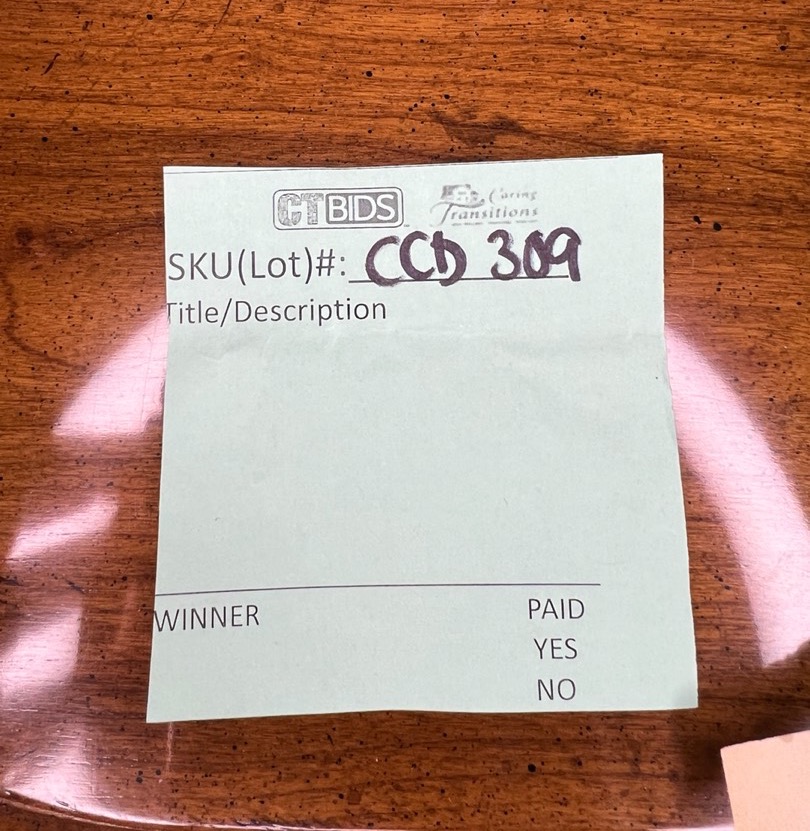 CTBIDS Caring Transitions
SKU(Lot)#: CCD 309
Title/Description
WINNER PAID
YES
NO